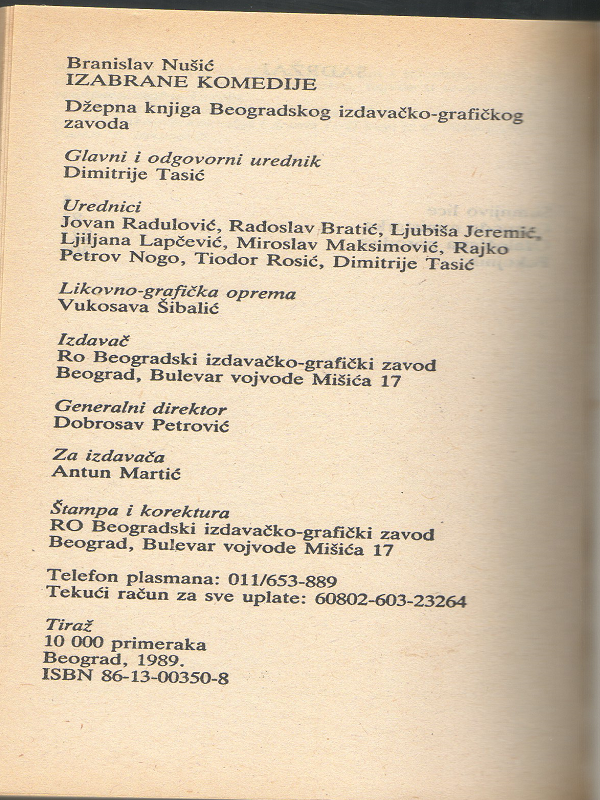 Branislav Nušić
IZABRANE KOMEDIJE
Džepna knjiga Beogradskog izdavačko-grafičkog
zavoda
Glavni i odgovorni urednik
Dimitrije Tasić
Urednici
Jovan Radulović, Radoslav Bratić, Ljubiša Jeremić,
Ljiljana Lapčević, Miroslav Maksimović, Rajko
Petrov Nogo, Tiodor Rosić, Dimitrije Tasić
Likovno-grafička oprema
Vukosava Šibalić
Izdavač
Ro Beogradski izdavačko-grafički zavod
Beograd, Bulevar vojvode Mišića 17
Generalni direktor
Dobrosav Petrović
Za izdavača
Antun Martić
Štampa i korektura
RO Beogradski izdavačko-grafički zavod
Beograd, Bulevar vojvode Mišića 17
Telefon plasmana: 011/653-889
Tekući račun za sve uplate: 60802-603-23264
Tiraž
10 000 primeraka
Beograd, 1989.
ISBN 86-13-00350-8